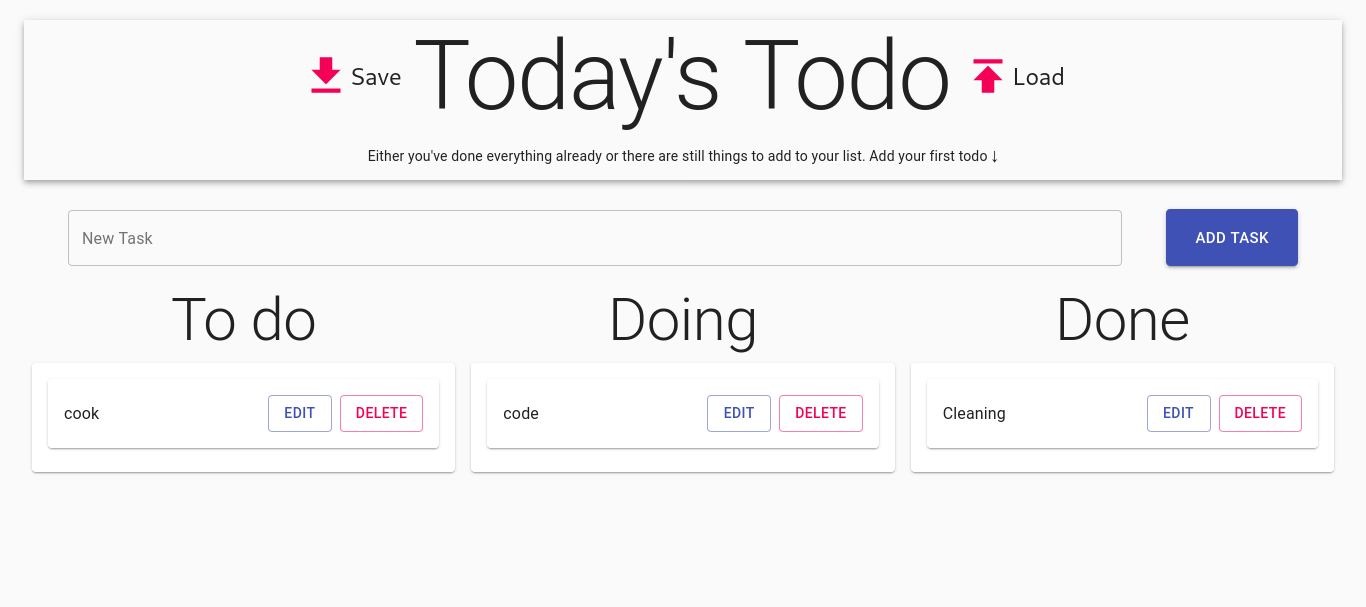 Save Today's Todo Load
Either you've done everything already or there are still things to add to your list. Add your first todo ↓
New Task ADD TASK
To do Doing Done
cook EDIT DELETE code EDIT DELETE Cleaning EDIT DELETE